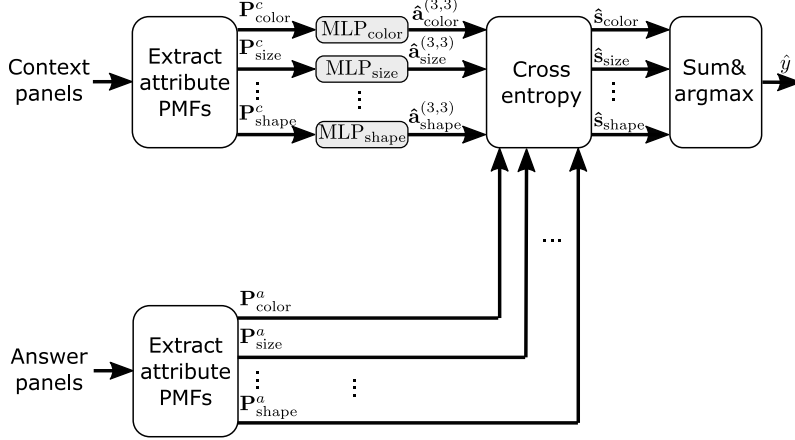 Context
panels
Extract
attribute
PMFs
P^c_color
P^c_size
⋮
P^c_shape
MLP_color
MLP_size
⋮
MLP_shape
â^(3,3)_color
â^(3,3)_size
â^(3,3)_shape
Cross
entropy
ŝ_color
ŝ_size
⋮
ŝ_shape
Sum&
argmax
ŷ
...
Answer
panels
Extract
attribute
PMFs
P^a_color
P^a_size
⋮
⋮
P^a_shape